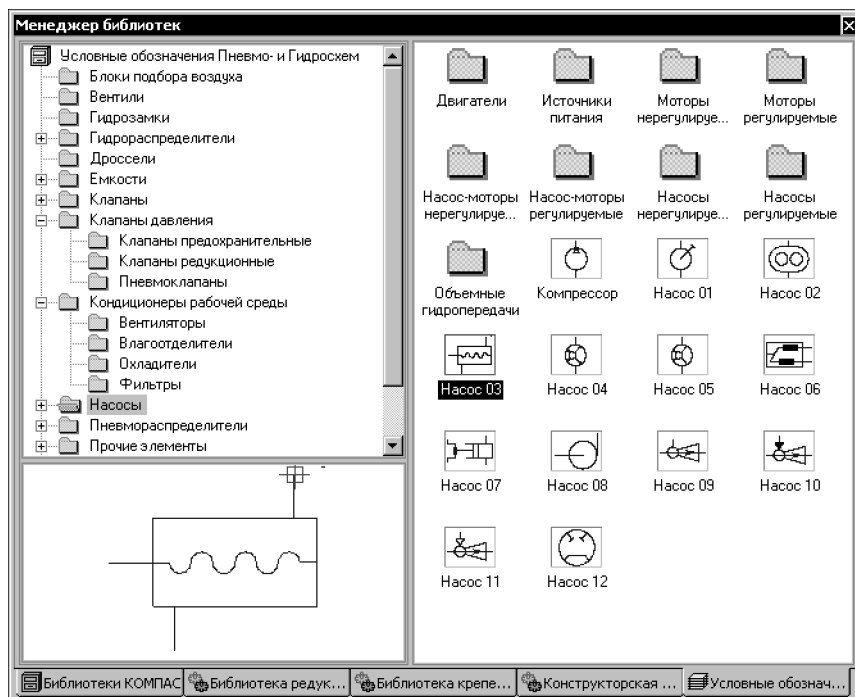 Менеджер библиотек
Условные обозначения Пневмо- и Гидросхем
Блоки подбора воздуха
Вентили
Гидрозамки
Гидрораспределители
Дроссели
Емкости
Клапаны
Клапаны давления
Клапаны предохранительные
Клапаны редукционные
Пневмоклапаны
Кондиционеры рабочей среды
Вентиляторы
Влагоотделители
Охладители
Фильтры
Насосы
Пневмораспределители
Прочие элементы
Двигатели
Источники питания
Моторы нерегулируе...
Моторы регулируемые
Насос-моторы нерегулируе...
Насос-моторы регулируемые
Насосы нерегулируе...
Насосы регулируемые
Объемные гидропередачи
Компрессор
Насос 01
Насос 02
Насос 03
Насос 04
Насос 05
Насос 06
Насос 07
Насос 08
Насос 09
Насос 10
Насос 11
Насос 12
Библиотеки КОМПАС
Библиотека редук...
Библиотека крепе...
Конструкторская ...
Условные обознач...